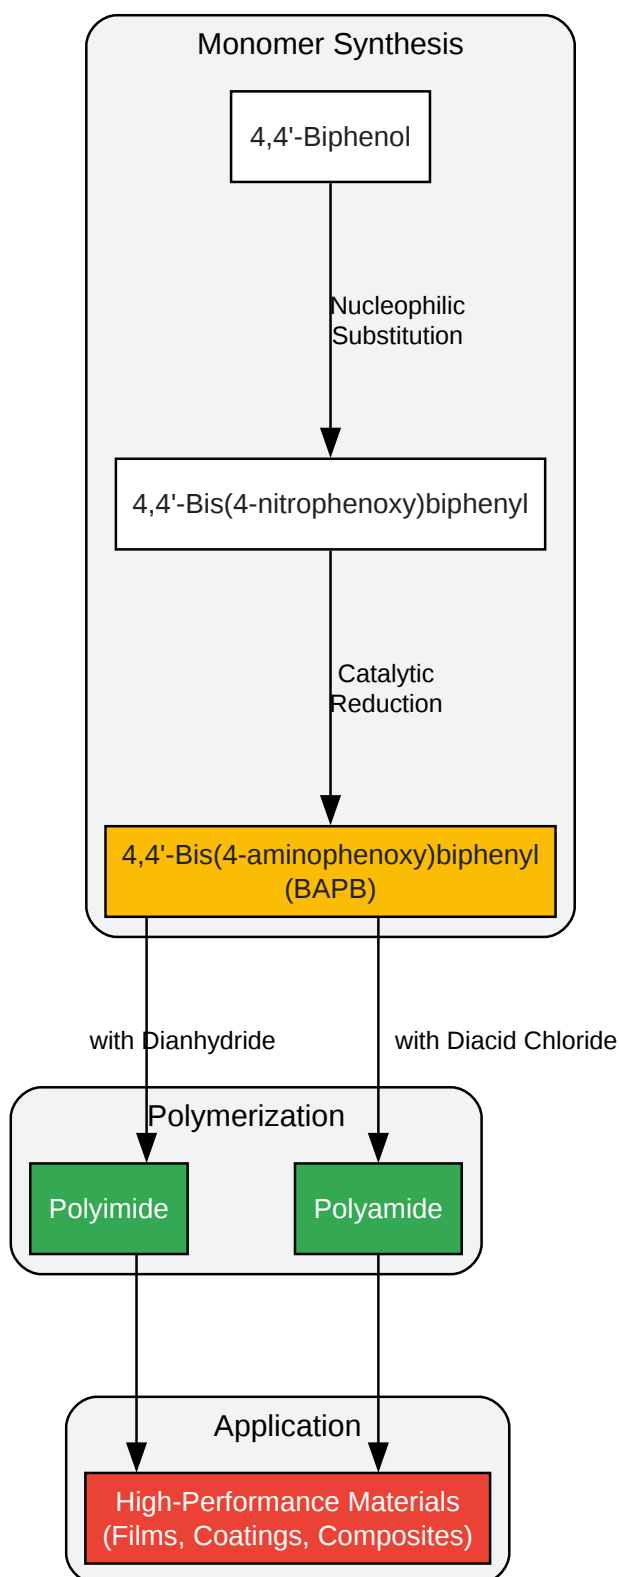 Monomer Synthesis
4,4'-Biphenol
Nucleophilic
Substitution
4,4'-Bis(4-nitrophenoxy)biphenyl
Catalytic
Reduction
4,4'-Bis(4-aminophenoxy)biphenyl
(BAPB)
with Dianhydride
with Diacid Chloride
Polymerization
Polyimide
Polyamide
Application
High-Performance Materials
(Films, Coatings, Composites)